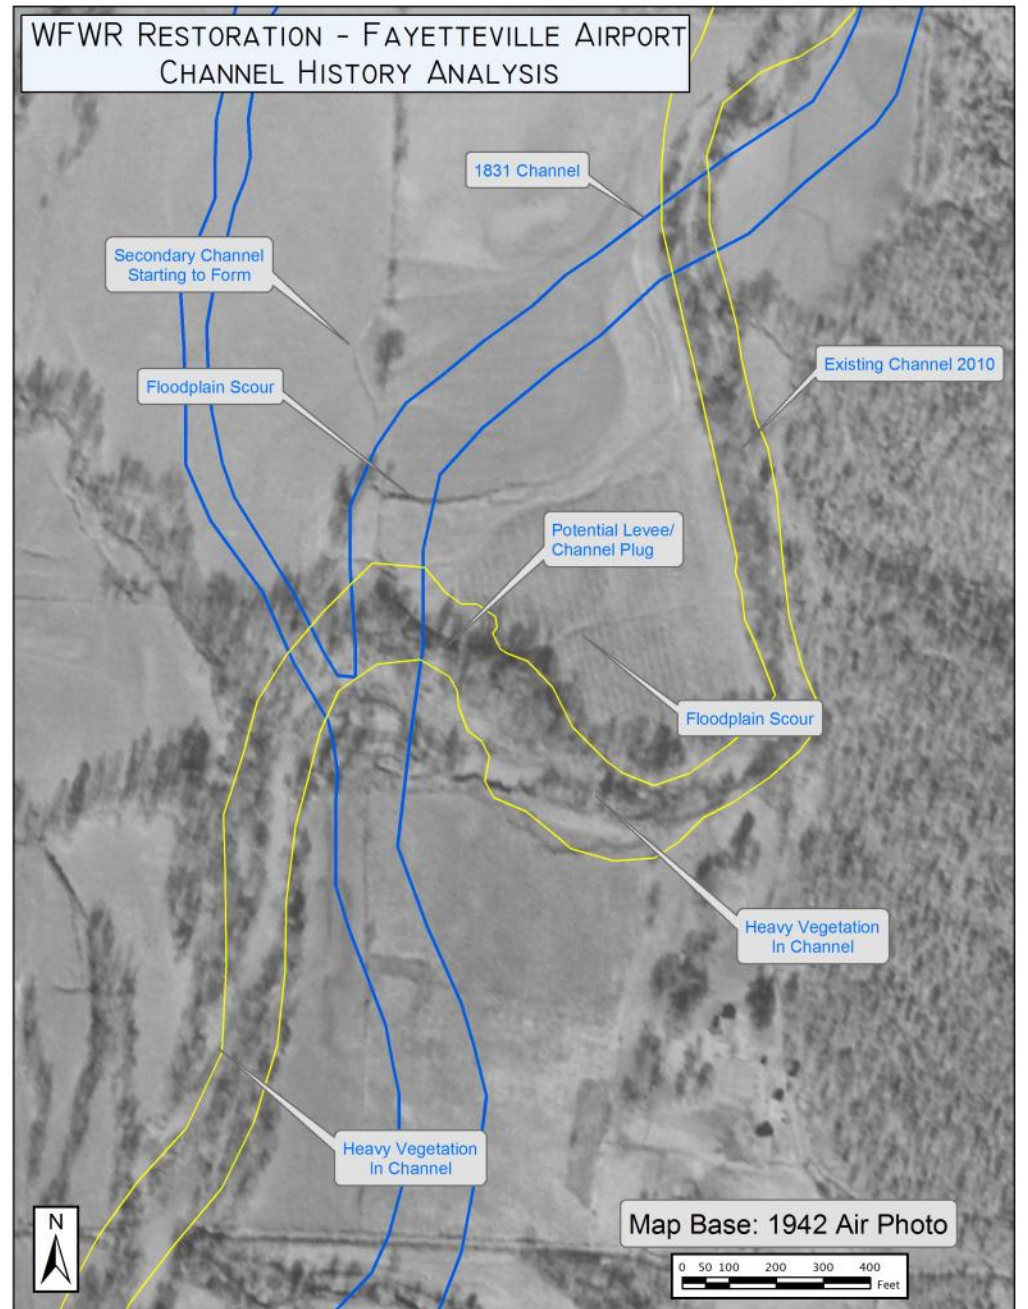 WFWR RESTORATION - FAYETTEVILLE AIRPORT
CHANNEL HISTORY ANALYSIS
1831 Channel
Secondary Channel
Starting to Form
Existing Channel 2010
Floodplain Scour
Potential Levee/
Channel Plug
Floodplain Scour
Heavy Vegetation
In Channel
Heavy Vegetation
In Channel
N
Map Base: 1942 Air Photo
0 50 100 200 300 400
Feet